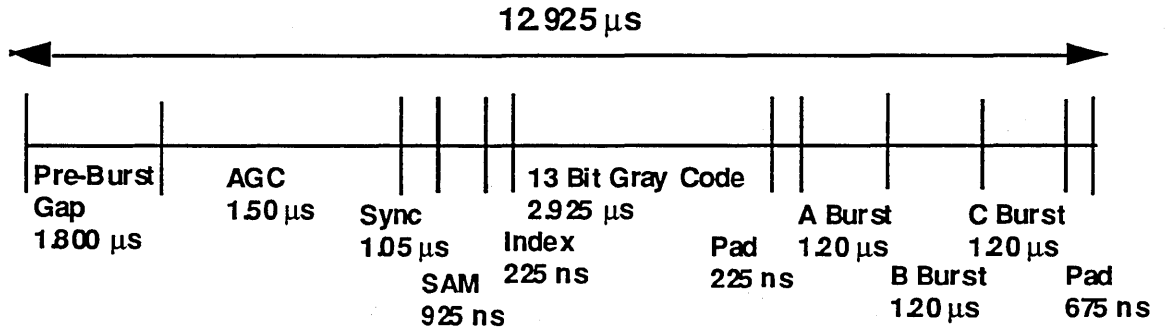 12.925 µs
Pre-Burst
Gap
1.800 µs
AGC
1.50 µs
Sync
1.05 µs
SAM
925 ns
Index
225 ns
13 Bit Gray Code
2.925 µs
Pad
225 ns
A Burst
1.20 µs
B Burst
1.20 µs
C Burst
1.20 µs
Pad
675 ns